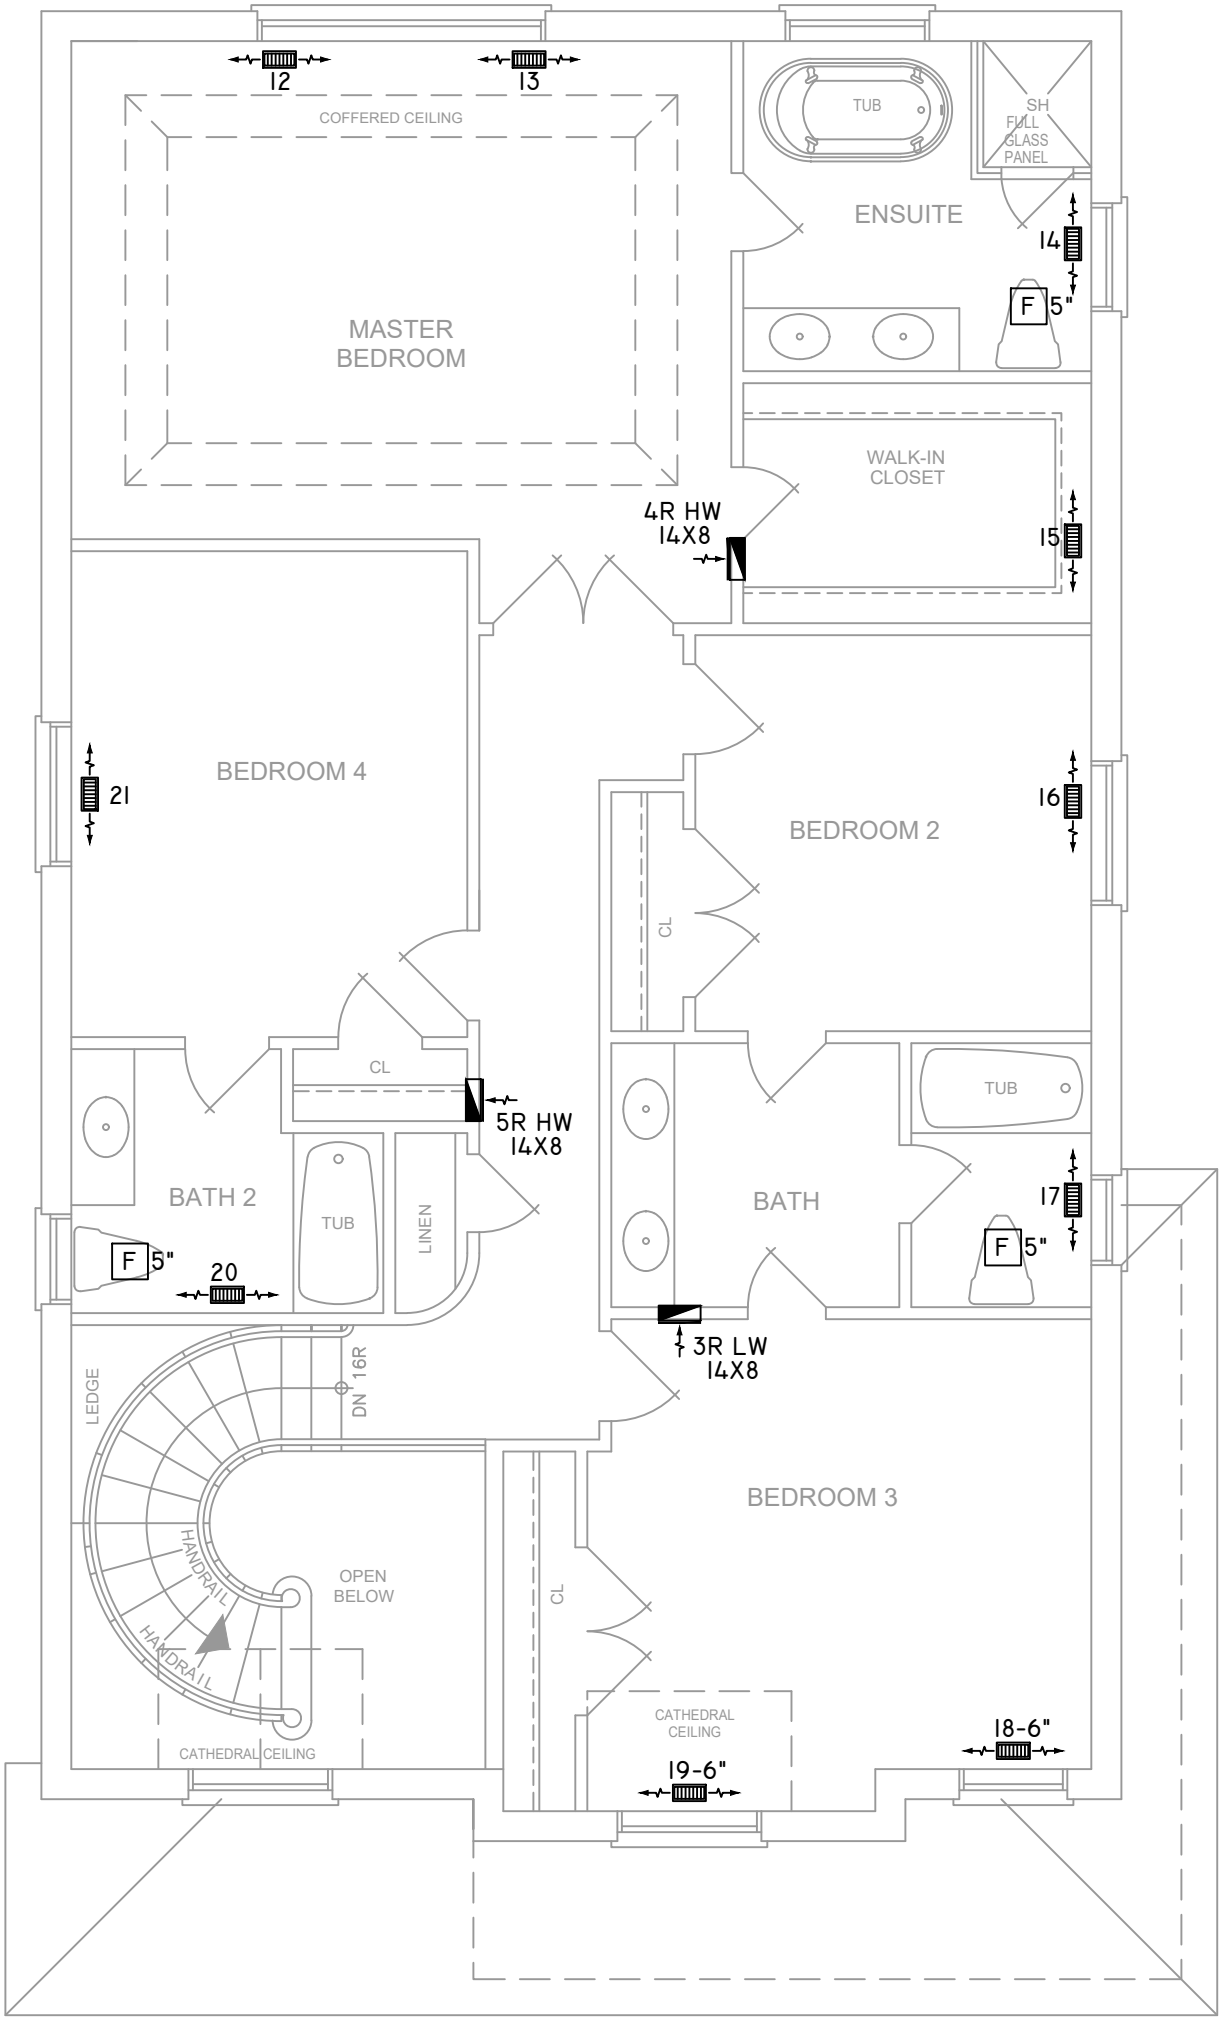 12
13
COFFERED CEILING
TUB
SH
FULL
GLASS
PANEL
ENSUITE
14
F 5"
MASTER
BEDROOM
WALK-IN
CLOSET
4R HW
14X8
15
BEDROOM 4
21
BEDROOM 2
16
CL
CL
TUB
5R HW
14X8
BATH 2
TUB
LINEN
BATH
17
F 5"
F 5"
20
3R LW
14X8
LEDGE
DN 16R
BEDROOM 3
HANDRAIL
HANDRAIL
OPEN
BELOW
CL
CATHEDRAL
CEILING
CATHEDRAL CEILING
18-6"
19-6"